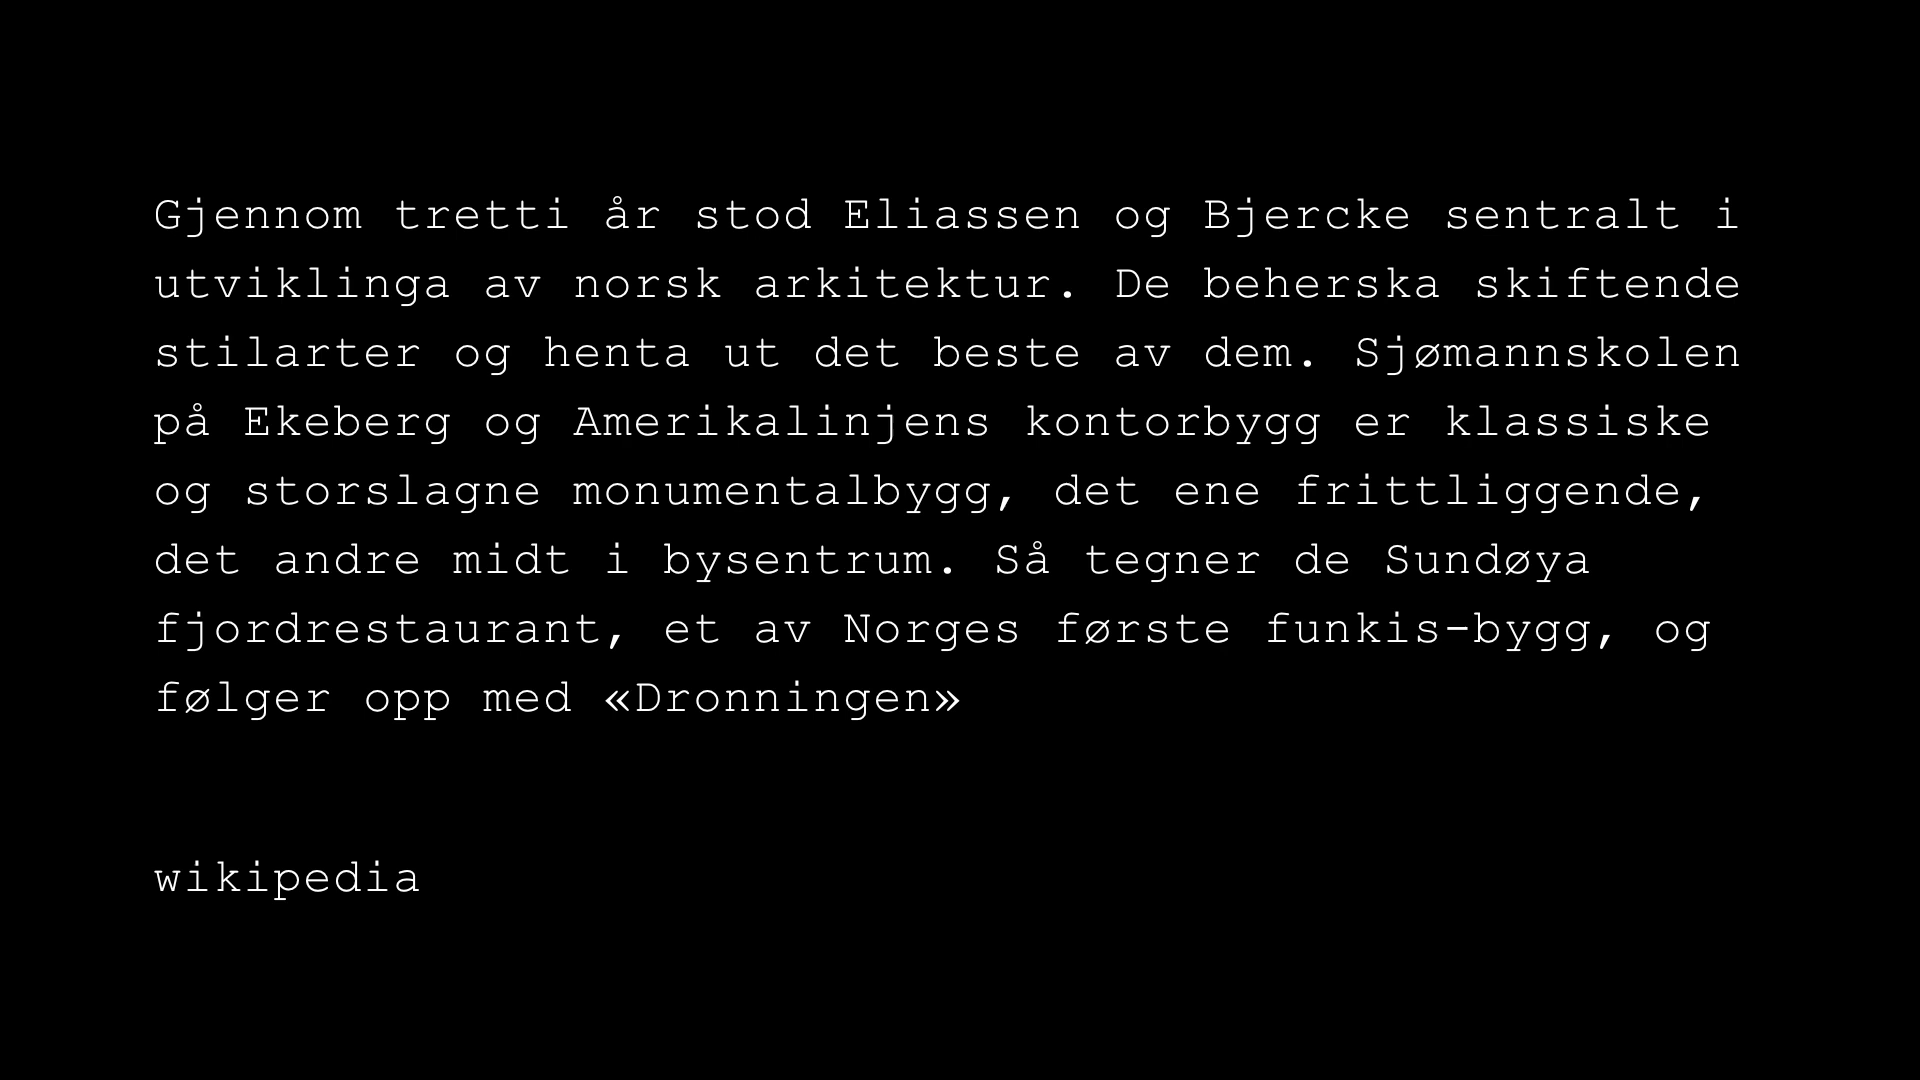 Gjennom tretti år stod Eliassen og Bjercke sentralt i
utviklinga av norsk arkitektur. De beherska skiftende
stilarter og henta ut det beste av dem. Sjømannskolen
på Ekeberg og Amerikalinjens kontorbygg er klassiske
og storslagne monumentalbygg, det ene frittliggende,
det andre midt i bysentrum. Så tegner de Sundøya
fjordrestaurant, et av Norges første funkis-bygg, og
følger opp med «Dronningen»
wikipedia